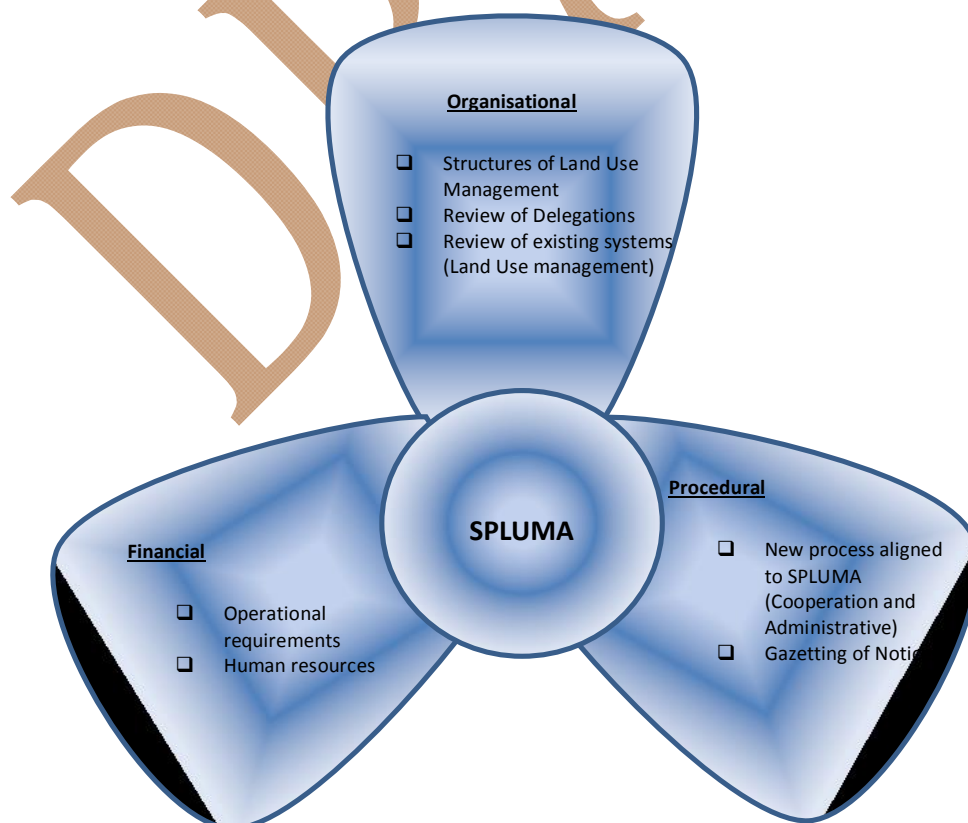 Organisational
❑ Structures of Land Use
Management
❑ Review of Delegations
❑ Review of existing systems
(Land Use management)
SPLUMA
Procedural
❑ New process aligned
to SPLUMA
(Cooperation and
Administrative)
❑ Gazetting of
Financial
❑ Operational
requirements
❑ Human resources